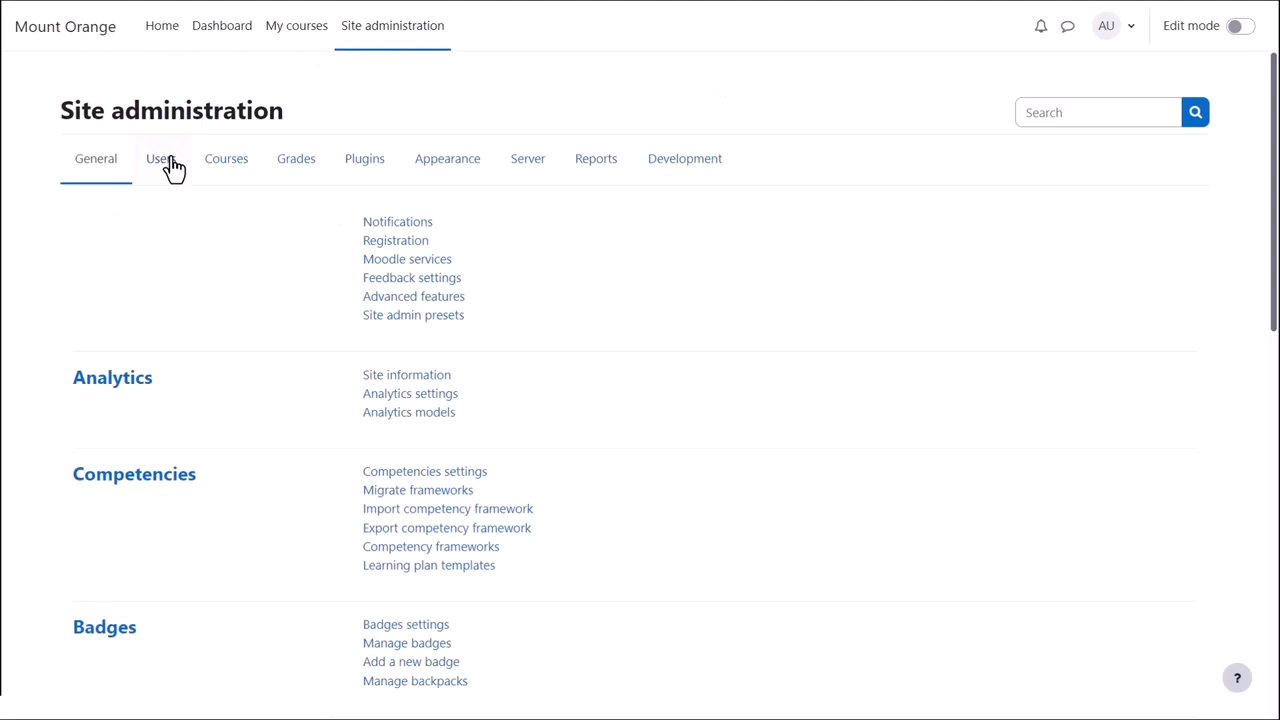 Mount Orange Home Dashboard My courses Site administration AU Edit mode
Site administration
Search
General Users Courses Grades Plugins Appearance Server Reports Development
Notifications
Registration
Moodle services
Feedback settings
Advanced features
Site admin presets
Analytics
Site information
Analytics settings
Analytics models
Competencies
Competencies settings
Migrate frameworks
Import competency framework
Export competency framework
Competency frameworks
Learning plan templates
Badges
Badges settings
Manage badges
Add a new badge
Manage backpacks
?